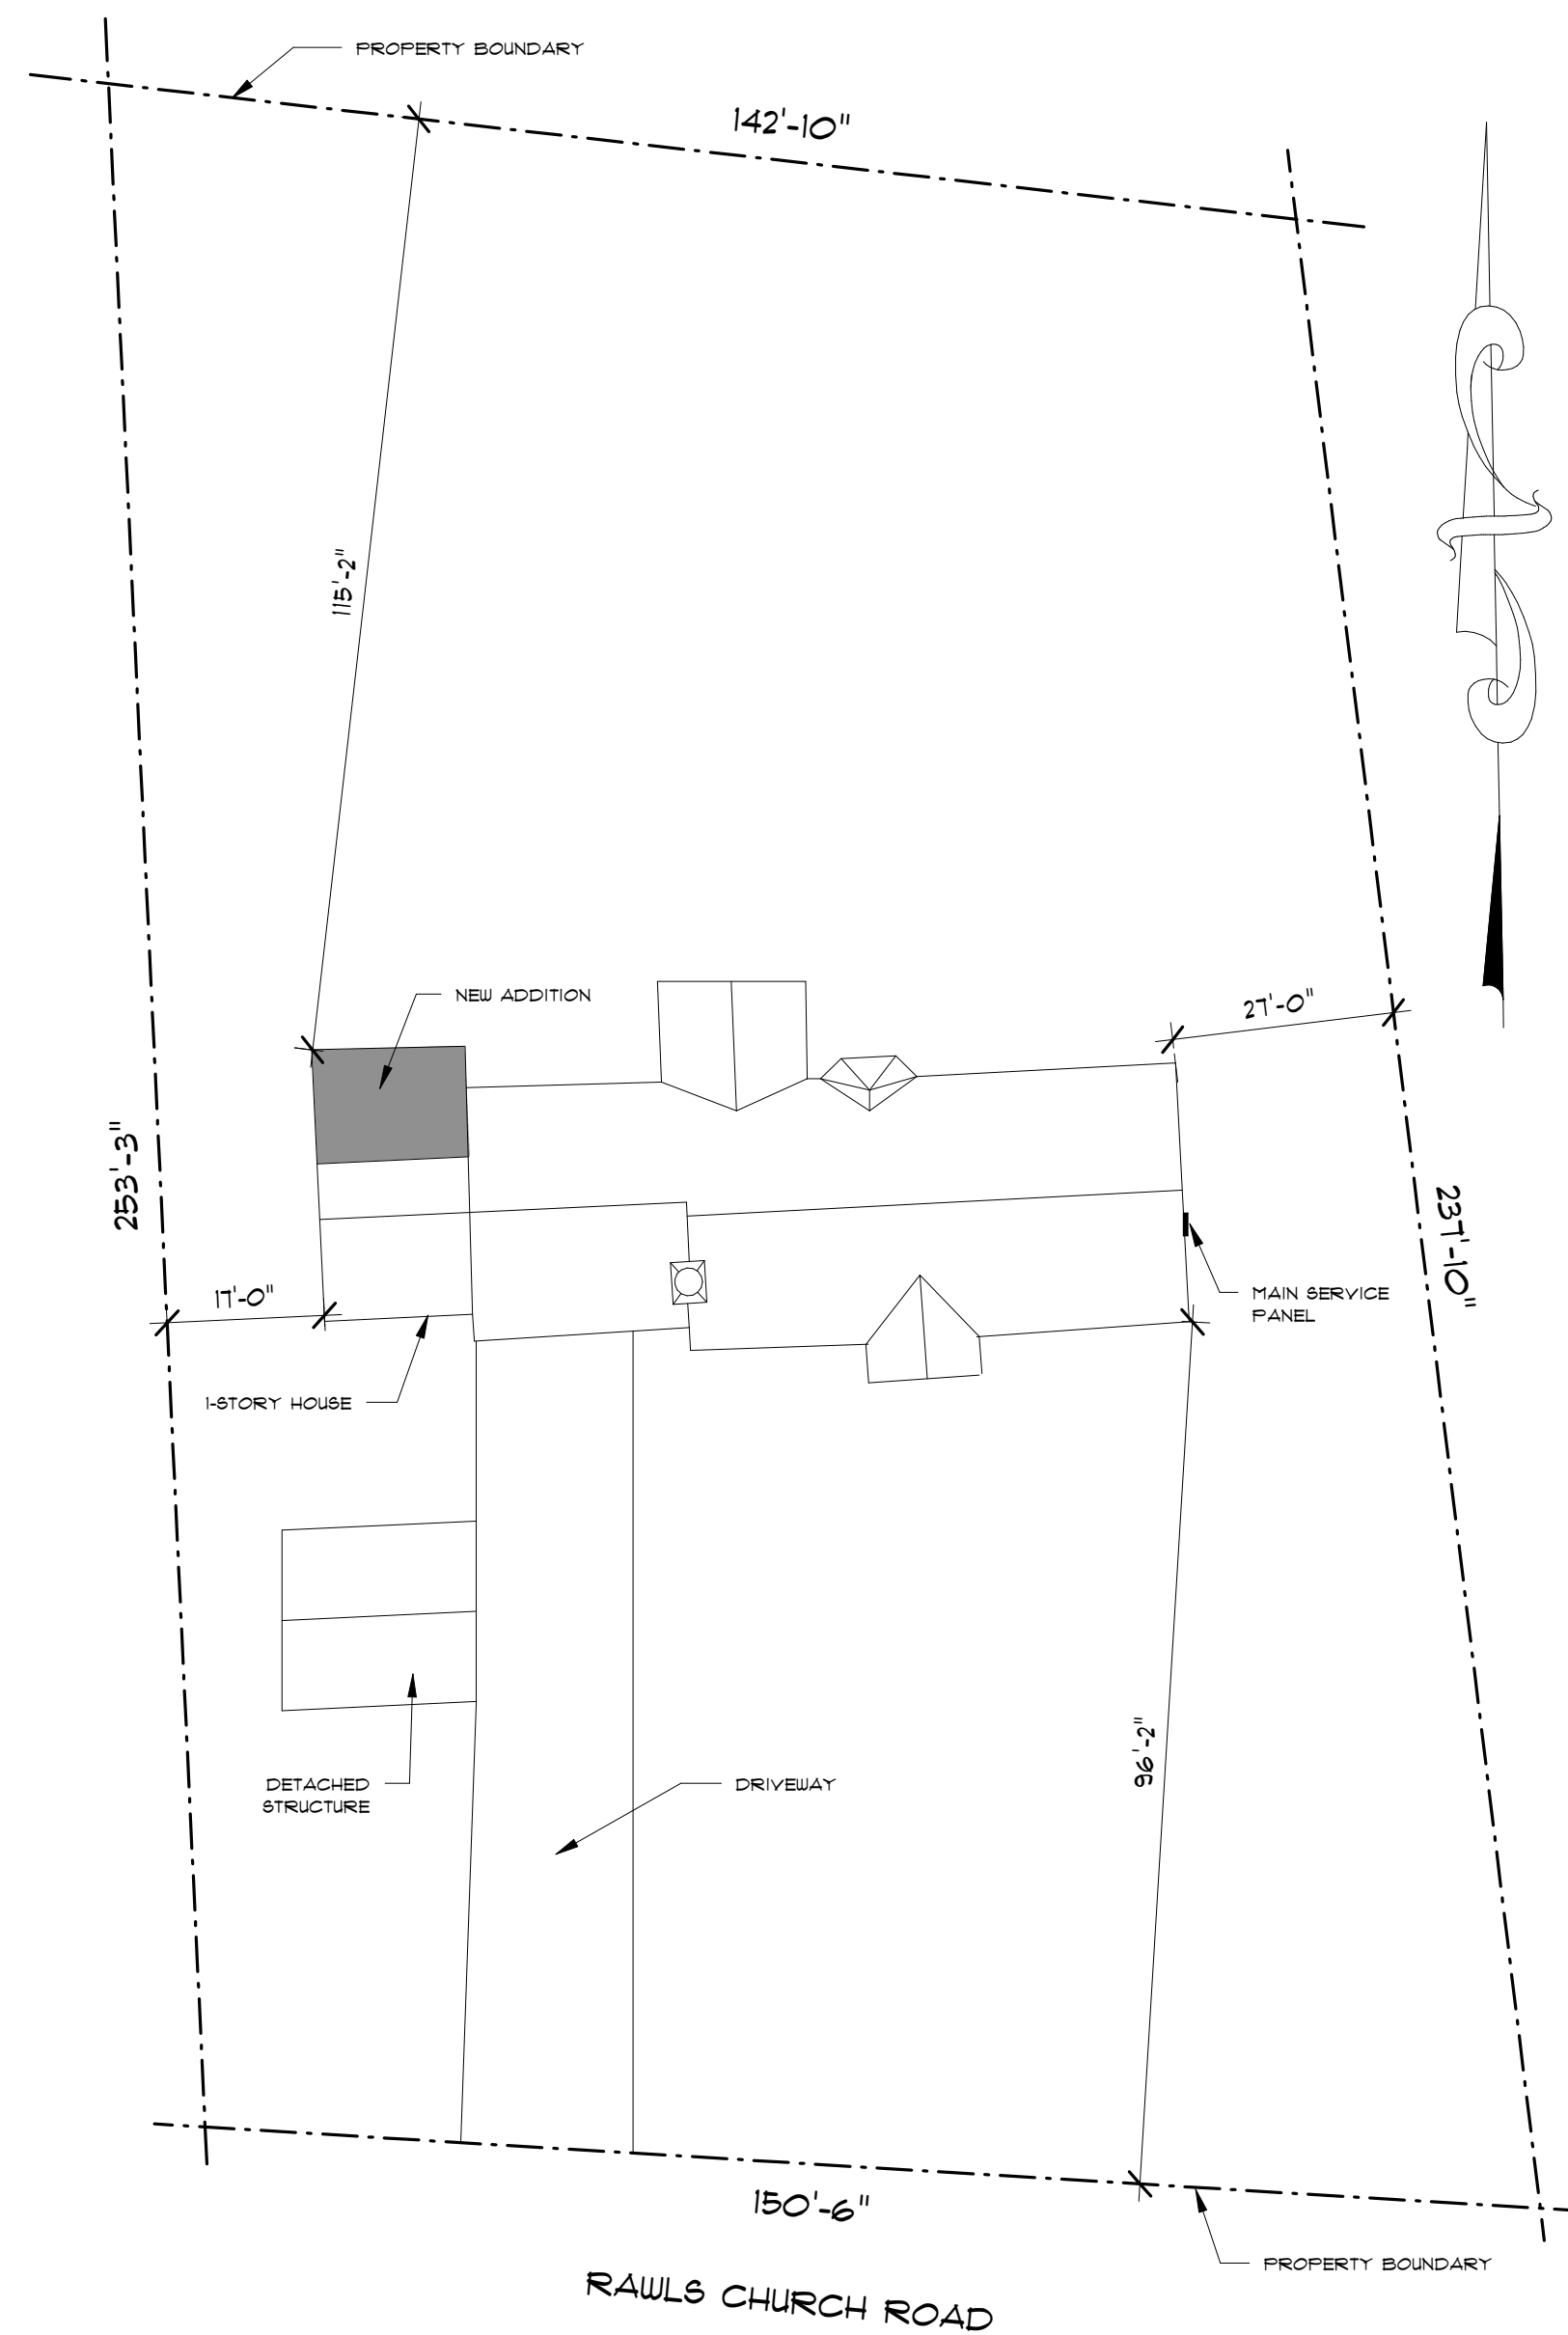 PROPERTY BOUNDARY
142'-10"
115'-2"
NEW ADDITION
27'-0"
253'-3"
237'-10"
17'-0"
MAIN SERVICE
PANEL
1-STORY HOUSE
96'-2"
DETACHED
STRUCTURE
DRIVEWAY
150'-6"
PROPERTY BOUNDARY
RAWLS CHURCH ROAD